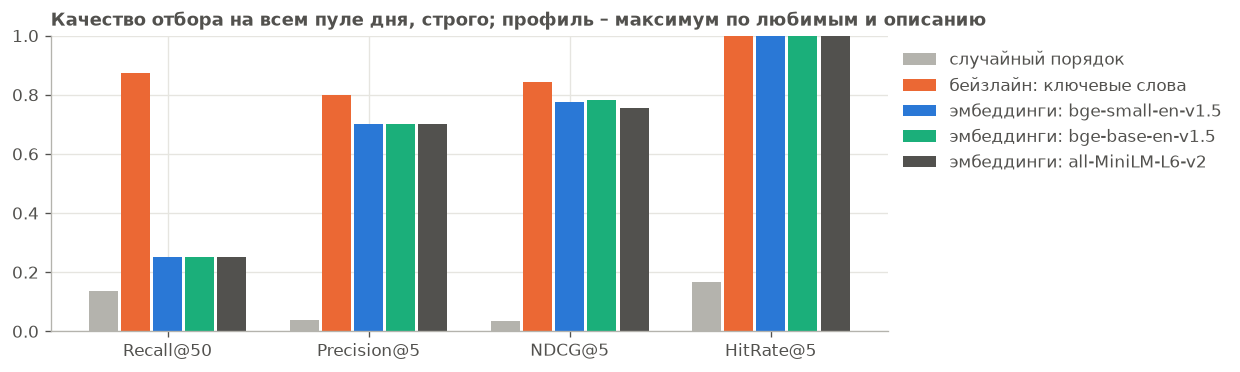 Качество отбора на всем пуле дня, строго; профиль – максимум по любимым и описанию
1.0
0.8
0.6
0.4
0.2
0.0
Recall@50
Precision@5
NDCG@5
HitRate@5
случайный порядок
бейзлайн: ключевые слова
эмбеддинги: bge-small-en-v1.5
эмбеддинги: bge-base-en-v1.5
эмбеддинги: all-MiniLM-L6-v2